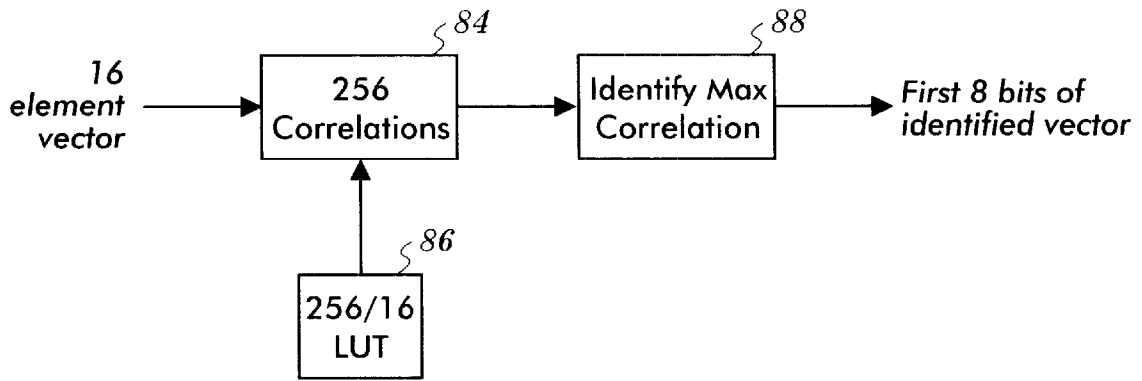 84
88
16
element
vector
256
Correlations
Identify Max
Correlation
First 8 bits of
identified vector
86
256/16
LUT